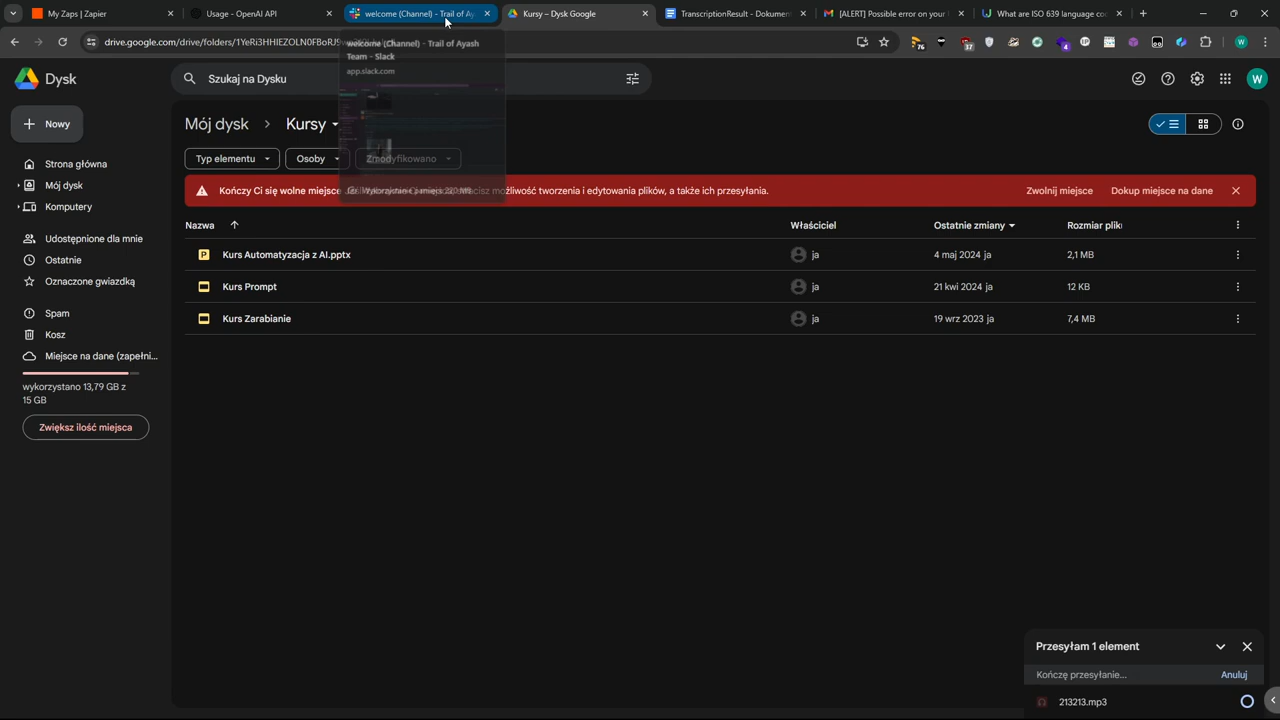 My Zaps | Zapier
Usage - OpenAI API
welcome (Channel) - Trail of Ay
Kursy – Dysk Google
TranscriptionResult - Dokumen
[ALERT] Possible error on your
What are ISO 639 language co
drive.google.com/drive/folders/1YeRi3HHIEZOLN0FBoRJ
76
37
4
W
welcome (Channel) - Trail of Ayash
Team - Slack
app.slack.com
Dysk
Szukaj na Dysku
W
Nowy
Mój dysk
Kursy
Typ elementu
Osoby
Zmodyfikowano
Kończy Ci się wolne miejsce
możliwość tworzenia i edytowania plików, a także ich przesyłania.
Zwolnij miejsce
Dokup miejsce na dane
Strona główna
Mój dysk
Komputery
Udostępnione dla mnie
Ostatnie
Oznaczone gwiazdką
Spam
Kosz
Miejsce na dane (zapełni...
wykorzystano 13,79 GB z
15 GB
Zwiększ ilość miejsca
Nazwa
Właściciel
Ostatnie zmiany
Rozmiar pliku
P
Kurs Automatyzacja z AI.pptx
ja
4 maj 2024 ja
2,1 MB
Kurs Prompt
ja
21 kwi 2024 ja
12 KB
Kurs Zarabianie
ja
19 wrz 2023 ja
7,4 MB
Przesyłam 1 element
Kończę przesyłanie...
Anuluj
213213.mp3